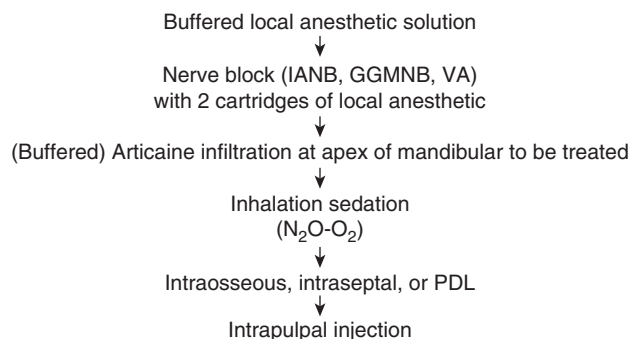 Buffered local anesthetic solution
Nerve block (IANB, GGMNB, VA)
with 2 cartridges of local anesthetic
(Buffered) Articaine infiltration at apex of mandibular to be treated
Inhalation sedation
(N₂O-O₂)
Intraosseous, intraseptal, or PDL
Intrapulpal injection